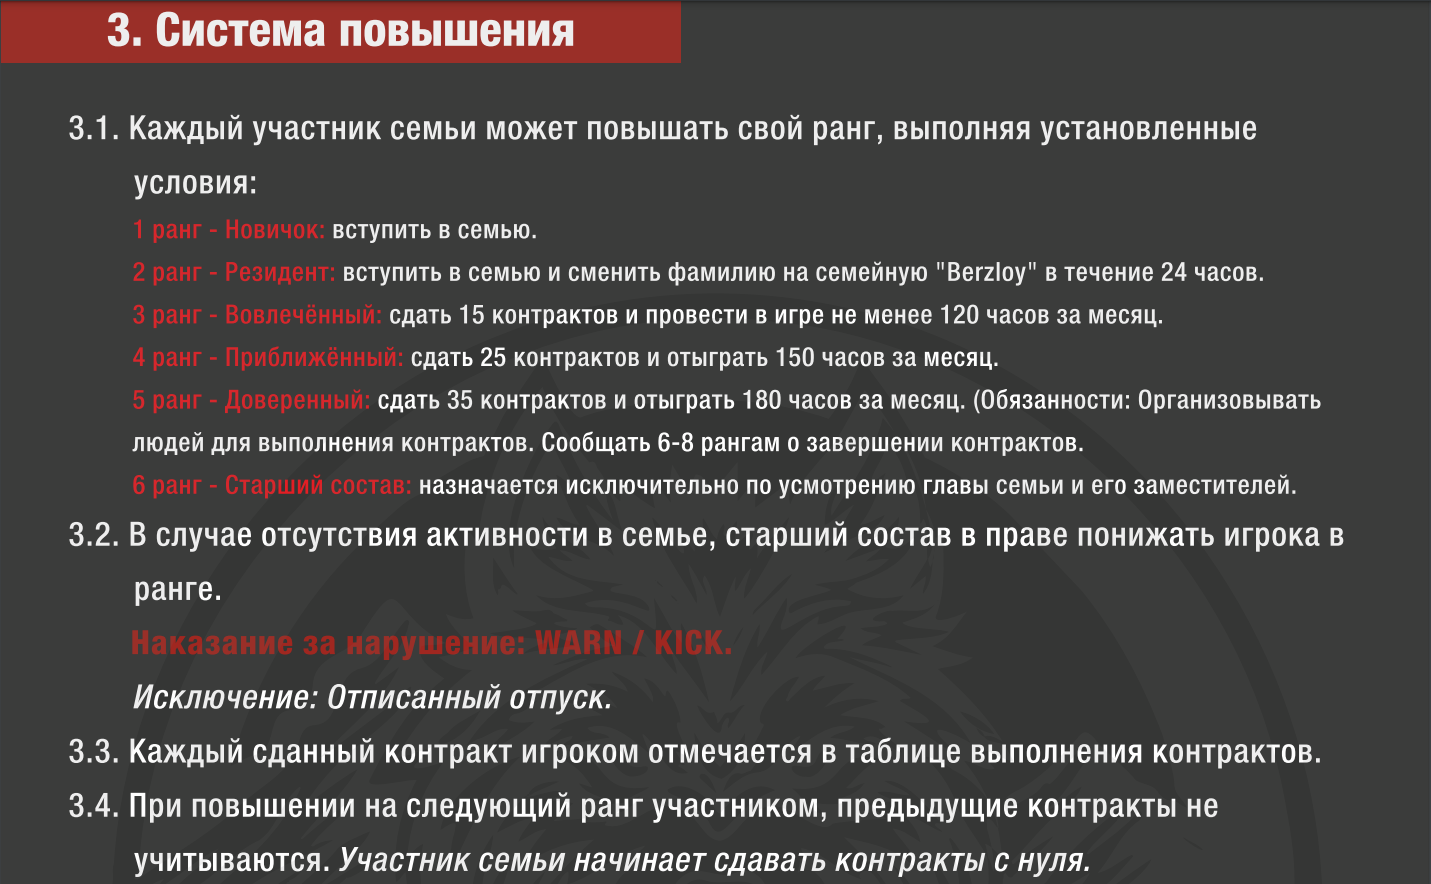 3. Система повышения
3.1. Каждый участник семьи может повышать свой ранг, выполняя установленные
условия:
1 ранг - Новичок: вступить в семью.
2 ранг - Резидент: вступить в семью и сменить фамилию на семейную "Berzloy" в течение 24 часов.
3 ранг - Вовлечённый: сдать 15 контрактов и провести в игре не менее 120 часов за месяц.
4 ранг - Приближённый: сдать 25 контрактов и отыграть 150 часов за месяц.
5 ранг - Доверенный: сдать 35 контрактов и отыграть 180 часов за месяц. (Обязанности: Организовывать
людей для выполнения контрактов. Сообщать 6-8 рангам о завершении контрактов.
6 ранг - Старший состав: назначается исключительно по усмотрению главы семьи и его заместителей.
3.2. В случае отсутствия активности в семье, старший состав в праве понижать игрока в
ранге.
Наказание за нарушение: WARN / KICK.
Исключение: Отписанный отпуск.
3.3. Каждый сданный контракт игроком отмечается в таблице выполнения контрактов.
3.4. При повышении на следующий ранг участником, предыдущие контракты не
учитываются. Участник семьи начинает сдавать контракты с нуля.